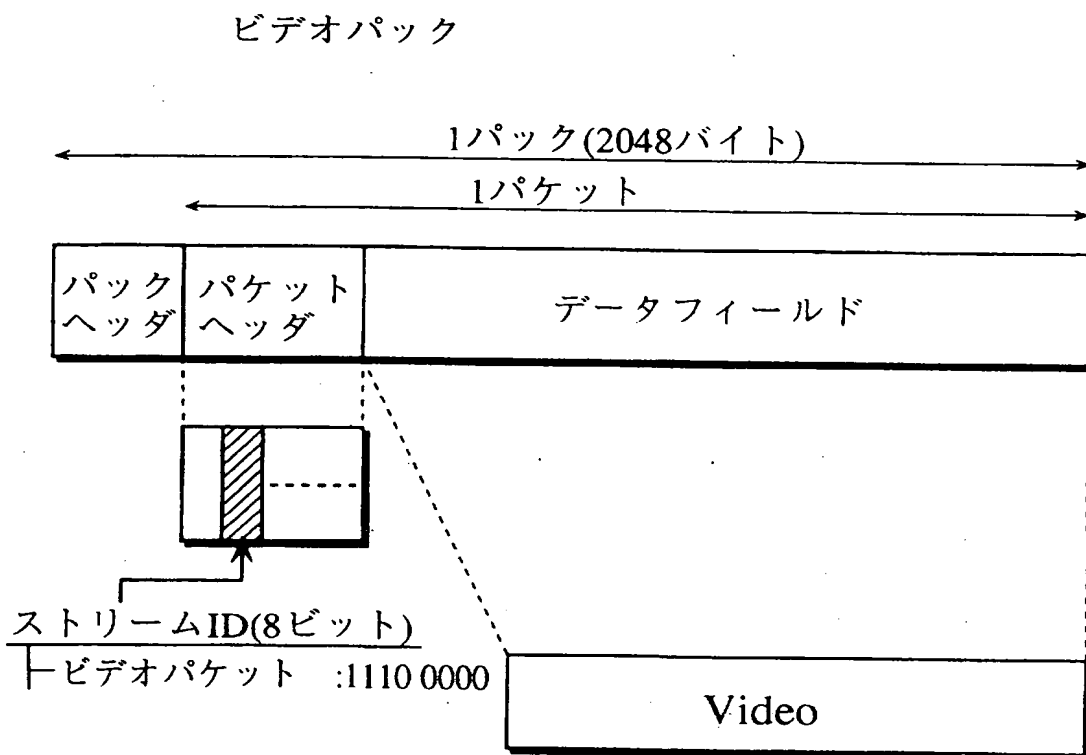 ビデオパック
1パック(2048バイト)
1パケット
パック
ヘッダ
パケット
ヘッダ
データフィールド
ストリームID(8ビット)
ビデオパケット :1110 0000
Video